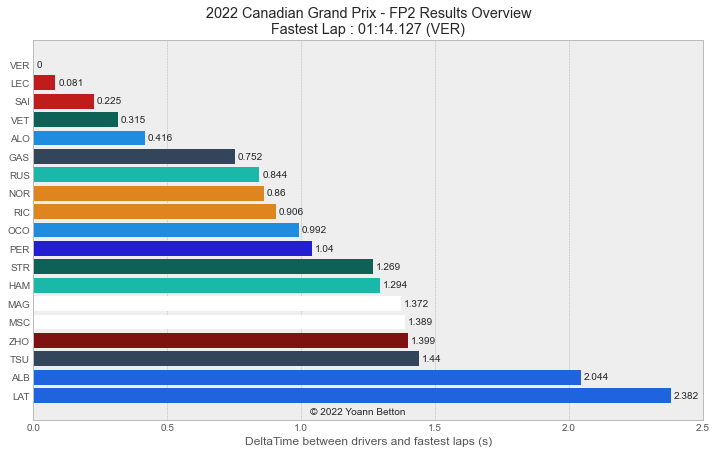 2022 Canadian Grand Prix - FP2 Results Overview
Fastest Lap : 01:14.127 (VER)
VER 0
LEC 0.081
SAI 0.225
VET 0.315
ALO 0.416
GAS 0.752
RUS 0.844
NOR 0.86
RIC 0.906
OCO 0.992
PER 1.04
STR 1.269
HAM 1.294
MAG 1.372
MSC 1.389
ZHO 1.399
TSU 1.44
ALB 2.044
LAT 2.382
© 2022 Yoann Betton
0.0 0.5 1.0 1.5 2.0 2.5
DeltaTime between drivers and fastest laps (s)